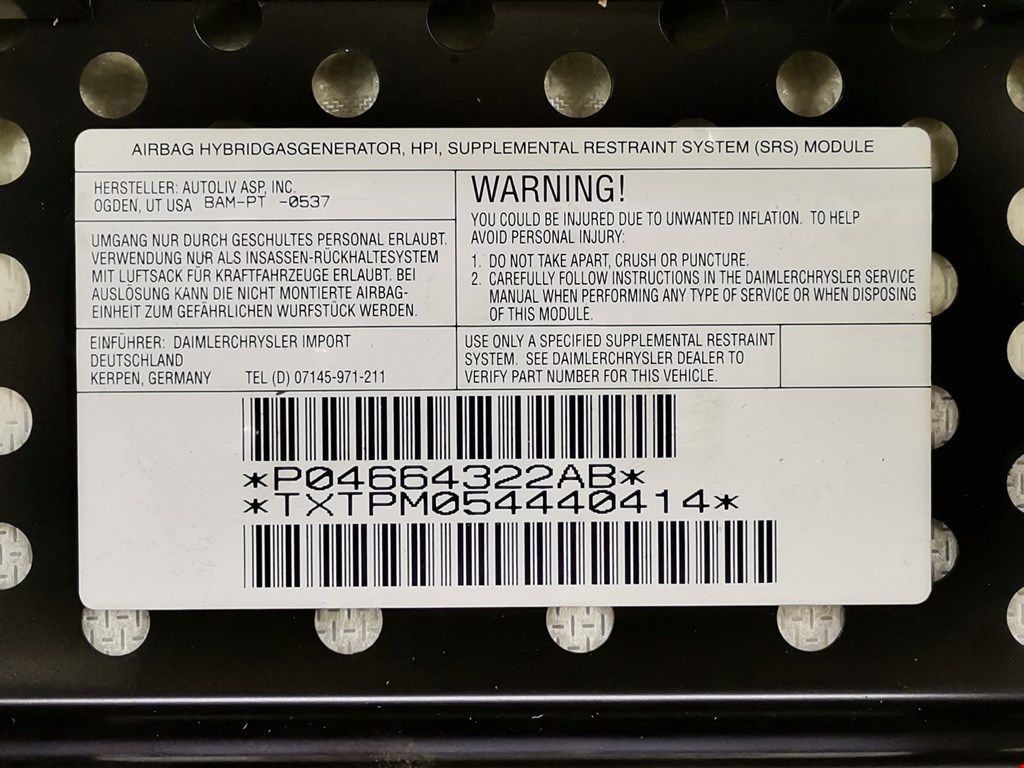 AIRBAG HYBRIDGASGENERATOR, HPI, SUPPLEMENTAL RESTRAINT SYSTEM (SRS) MODULE
HERSTELLER: AUTOLIV ASP, INC.
OGDEN, UT USA BAM-PT -0537
UMGANG NUR DURCH GESCHULTES PERSONAL ERLAUBT.
VERWENDUNG NUR ALS INSASSEN-RÜCKHALTESYSTEM
MIT LUFTSACK FÜR KRAFTFAHRZEUGE ERLAUBT. BEI
AUSLÖSUNG KANN DIE NICHT MONTIERTE AIRBAG-
EINHEIT ZUM GEFÄHRLICHEN WURFSTÜCK WERDEN.
EINFÜHRER: DAIMLERCHRYSLER IMPORT
DEUTSCHLAND
KERPEN, GERMANY TEL (D) 07145-971-211
WARNING!
YOU COULD BE INJURED DUE TO UNWANTED INFLATION. TO HELP
AVOID PERSONAL INJURY:
1. DO NOT TAKE APART, CRUSH OR PUNCTURE.
2. CAREFULLY FOLLOW INSTRUCTIONS IN THE DAIMLERCHRYSLER SERVICE
MANUAL WHEN PERFORMING ANY TYPE OF SERVICE OR WHEN DISPOSING
OF THIS MODULE.
USE ONLY A SPECIFIED SUPPLEMENTAL RESTRAINT
SYSTEM. SEE DAIMLERCHRYSLER DEALER TO
VERIFY PART NUMBER FOR THIS VEHICLE.
*P04664322AB*
*TXTPM054440414*